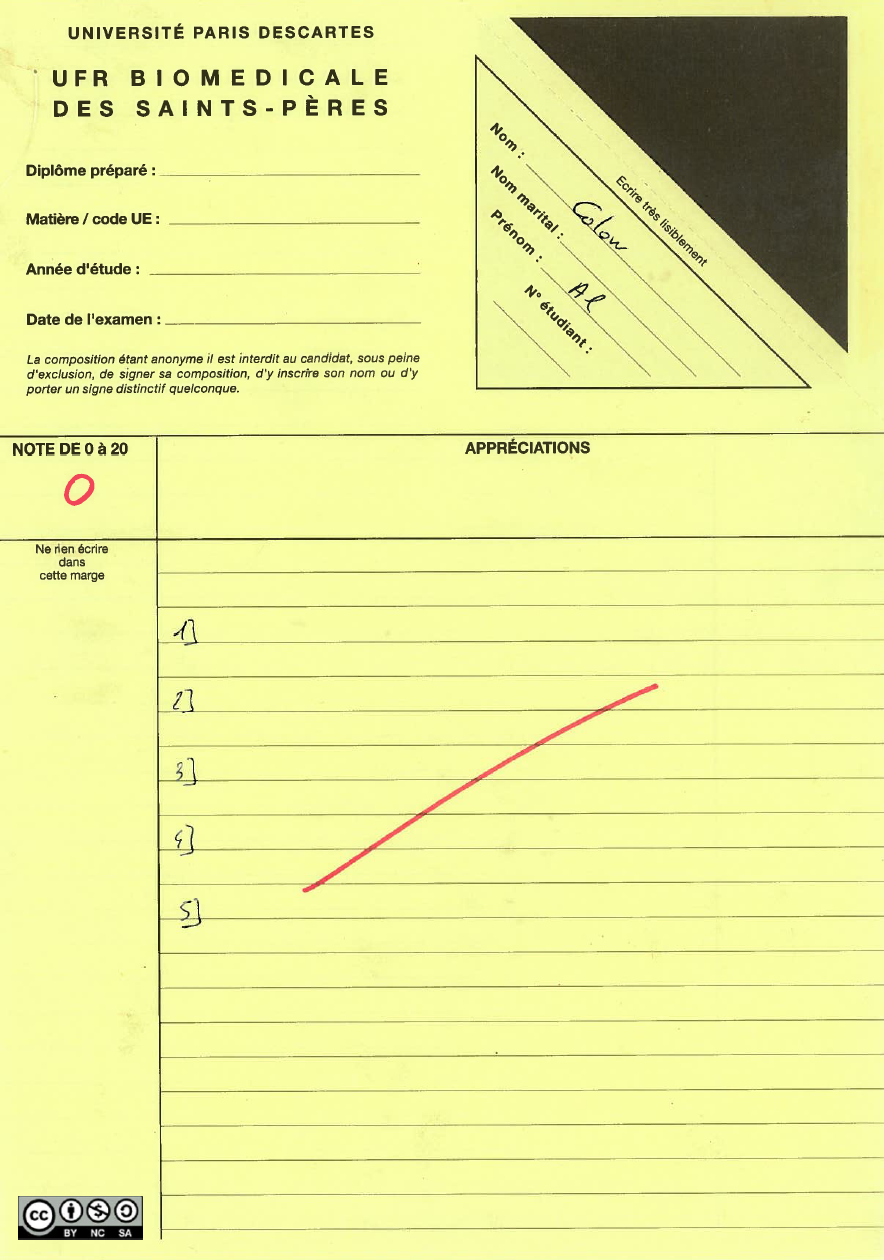 UNIVERSITÉ PARIS DESCARTES
UFR BIOMEDICALE
DES SAINTS-PÈRES
Diplôme préparé :
Matière / code UE :
Année d'étude :
Date de l'examen :
La composition étant anonyme il est interdit au candidat, sous peine
d'exclusion, de signer sa composition, d'y inscrire son nom ou d'y
porter un signe distinctif quelconque.
Ecrire très lisiblement
Nom : Colow
Nom marital :
Prénom : Al
N° étudiant :
NOTE DE 0 à 20
0
APPRÉCIATIONS
Ne rien écrire
dans
cette marge
1]
2]
3]
4]
5]
cc BY NC SA